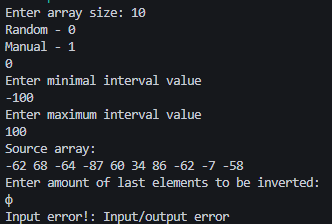 Enter array size: 10
Random - 0
Manual - 1
0
Enter minimal interval value
-100
Enter maximum interval value
100
Source array:
-62 68 -64 -87 60 34 86 -62 -7 -58
Enter amount of last elements to be inverted:
ф
Input error!: Input/output error